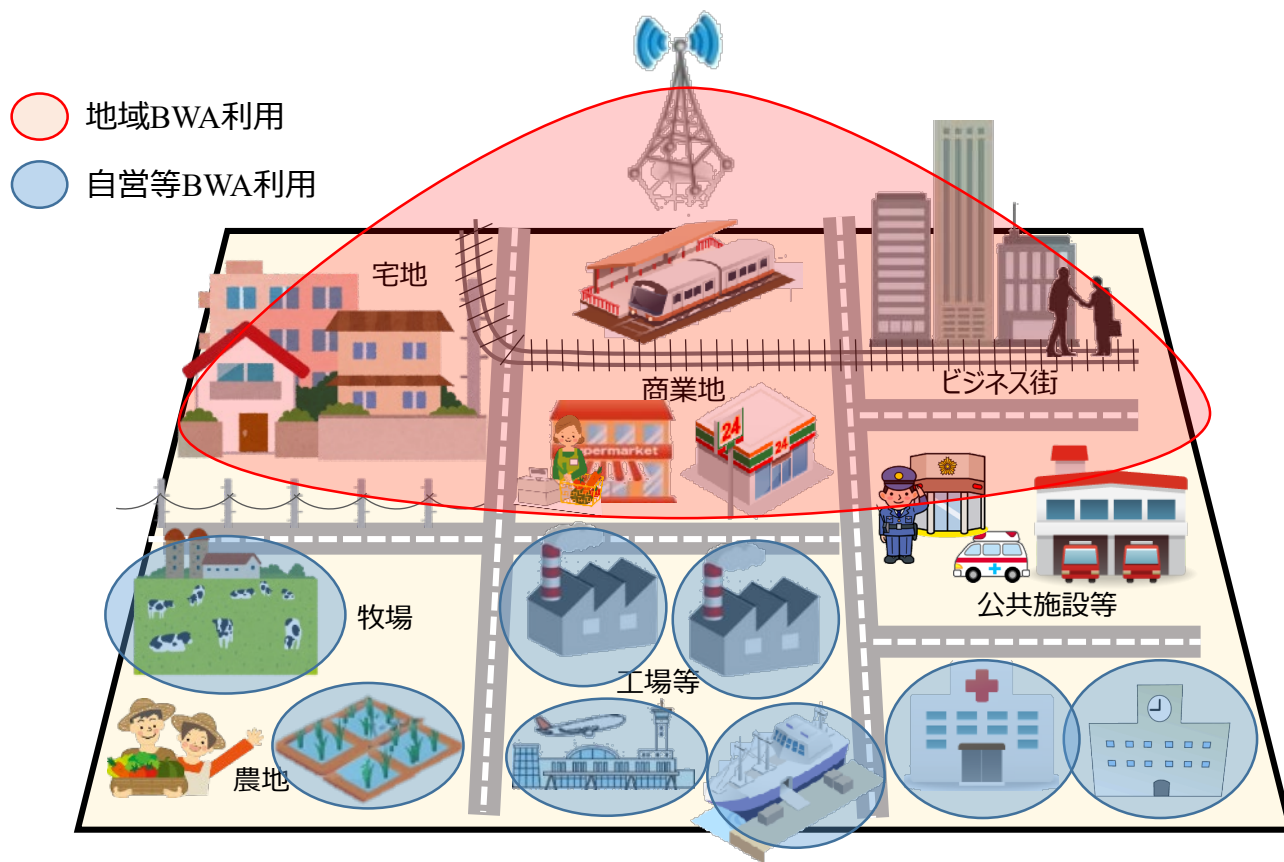 地域BWA利用
自営等BWA利用
宅地
商業地
ビジネス街
permarket
24
24
公共施設等
牧場
工場等
農地